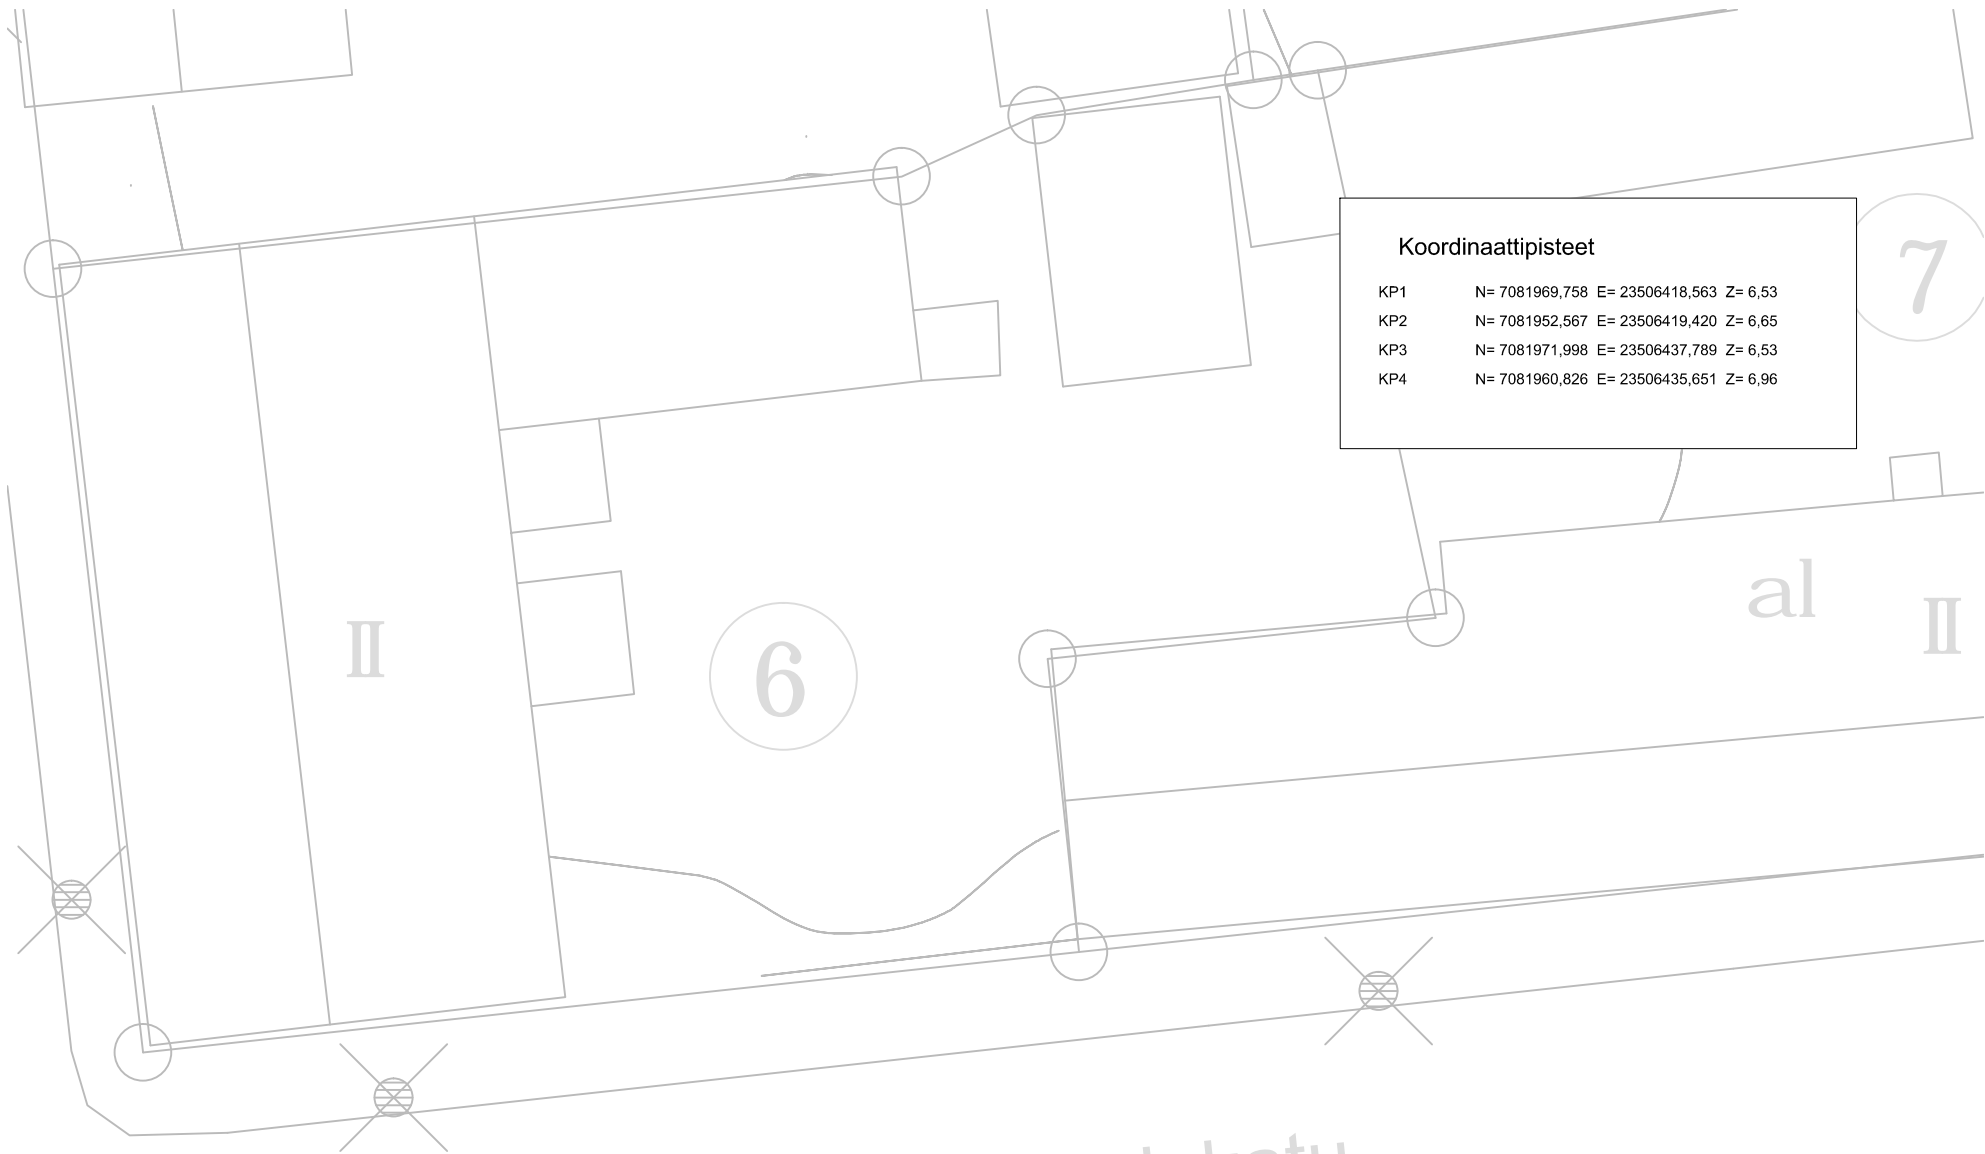 Koordinaattipisteet
KP1 N= 7081969,758 E= 23506418,563 Z= 6,53
KP2 N= 7081952,567 E= 23506419,420 Z= 6,65
KP3 N= 7081971,998 E= 23506437,789 Z= 6,53
KP4 N= 7081960,826 E= 23506435,651 Z= 6,96
7
al
II
II
6